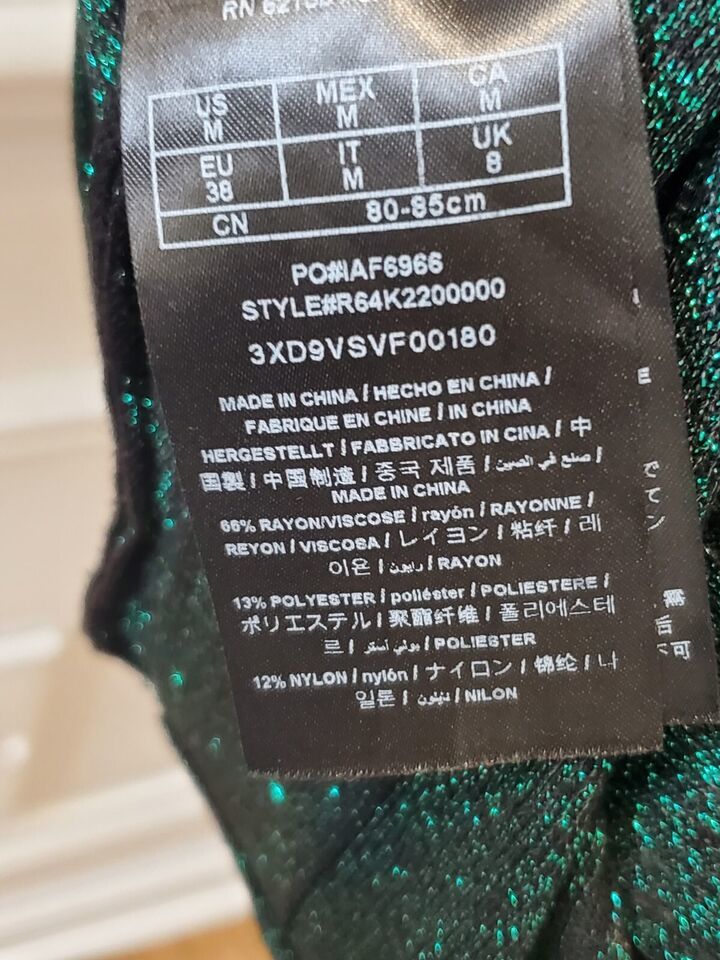 US MEX CA
M M M
EU IT UK
38 M 8
CN 80-85cm
PO#IAF6966
STYLE#R64K2200000
3XD9VSVF00180
MADE IN CHINA / HECHO EN CHINA /
FABRIQUE EN CHINE / IN CHINA
HERGESTELLT / FABBRICATO IN CINA / 中
国製 / 中国制造 / 중국 제품 / صنع في الصين /
MADE IN CHINA
66% RAYON/VISCOSE / rayón / RAYONNE /
REYON / VISCOSA / レイヨン / 粘纤 / 레
이온 / رايون / RAYON
13% POLYESTER / poliéster / POLIESTERE /
ポリエステル / 聚酯纤维 / 폴리에스테
르 / بولي استر / POLIESTER
12% NYLON / nylón / ナイロン / 锦纶 / 나
일론 / نايلون / NILON